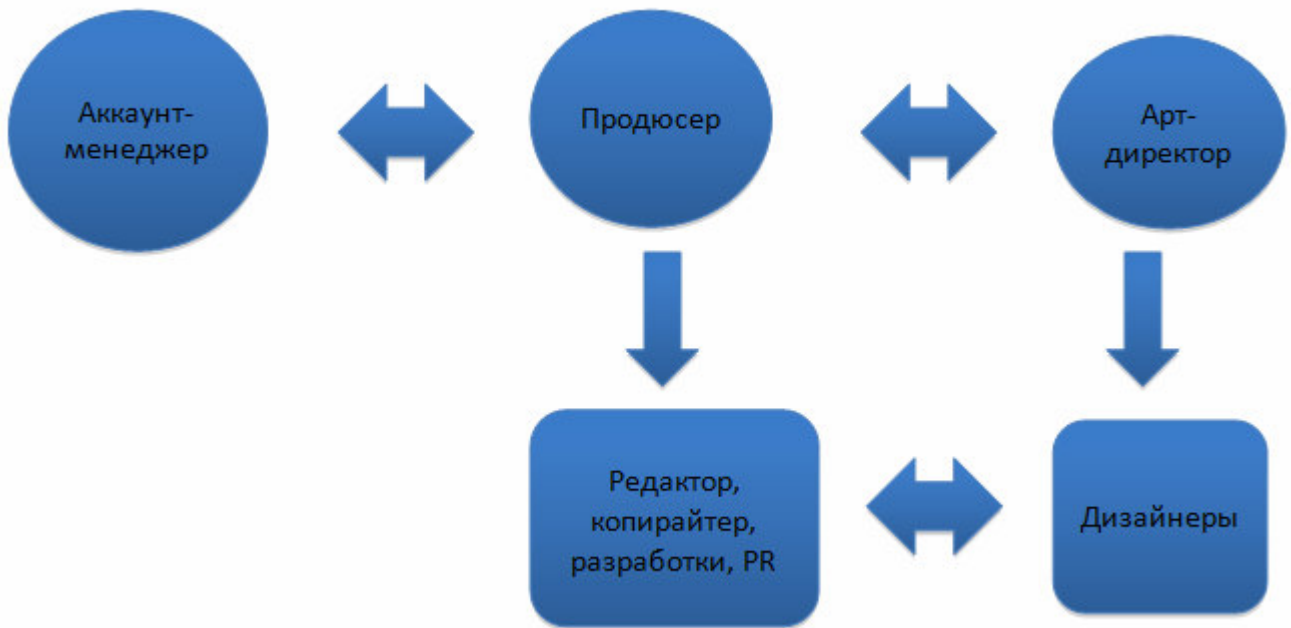 Аккаунт-
менеджер
Продюсер
Арт-
директор
Редактор,
копирайтер,
разработки, PR
Дизайнеры